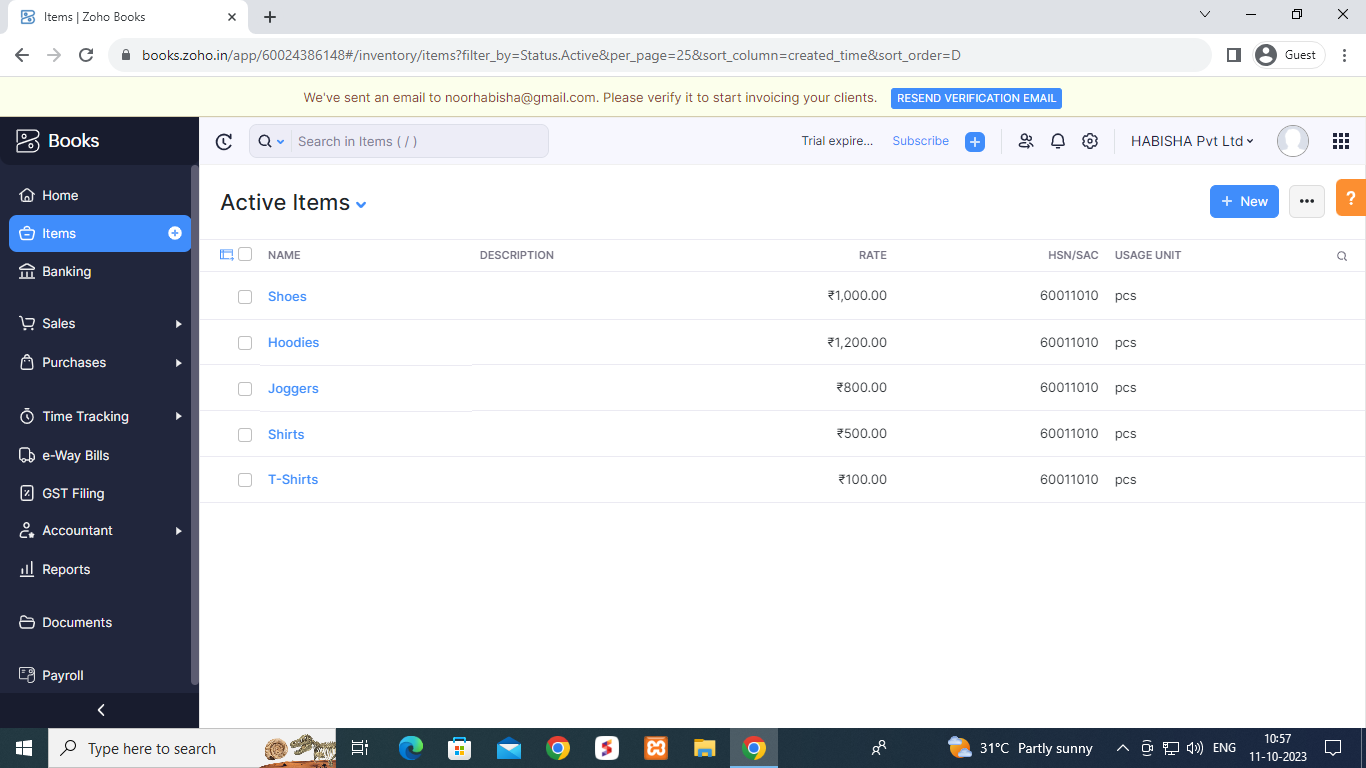 Items | Zoho Books
books.zoho.in/app/60024386148#/inventory/items?filter_by=Status.Active&per_page=25&sort_column=created_time&sort_order=D
Guest
We've sent an email to noorhabisha@gmail.com. Please verify it to start invoicing your clients. RESEND VERIFICATION EMAIL
Books
Search in Items ( / )
Trial expire... Subscribe
HABISHA Pvt Ltd
Home
Items
Banking
Sales
Purchases
Time Tracking
e-Way Bills
GST Filing
Accountant
Reports
Documents
Payroll
Active Items
+ New
?
NAME DESCRIPTION RATE HSN/SAC USAGE UNIT
Shoes ₹1,000.00 60011010 pcs
Hoodies ₹1,200.00 60011010 pcs
Joggers ₹800.00 60011010 pcs
Shirts ₹500.00 60011010 pcs
T-Shirts ₹100.00 60011010 pcs
Type here to search
31°C Partly sunny
ENG
10:57
11-10-2023